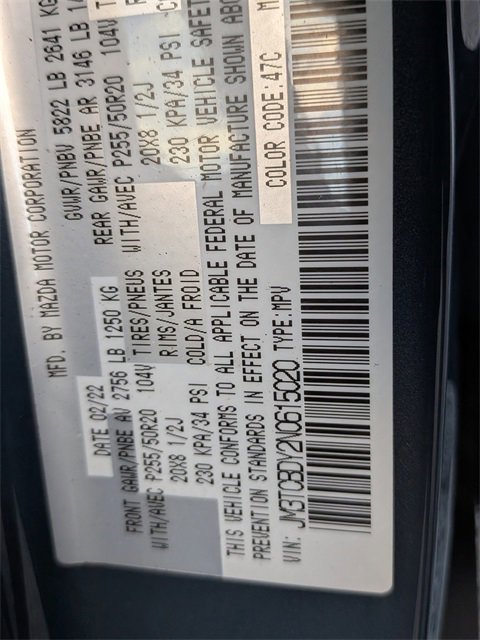 MFD. BY MAZDA MOTOR CORPORATION
DATE 02/22 GVWR/PNBV 5822 LB 2641 KG
FRONT GAWR/PNBE AV 2756 LB 1250 KG REAR GAWR/PNBE AR 3146 LB
WITH/AVEC P255/50R20 104V TIRES/PNEUS WITH/AVEC P255/50R20 104V
20X8 1/2J RIMS/JANTES 20X8 1/2J
230 KPA/34 PSI COLD/A FROID 230 KPA/34 PSI
THIS VEHICLE CONFORMS TO ALL APPLICABLE FEDERAL MOTOR VEHICLE SAFET
PREVENTION STANDARDS IN EFFECT ON THE DATE OF MANUFACTURE SHOWN ABO
VIN: JM3TCBDY2N0615020 TYPE:MPV COLOR CODE:47C M